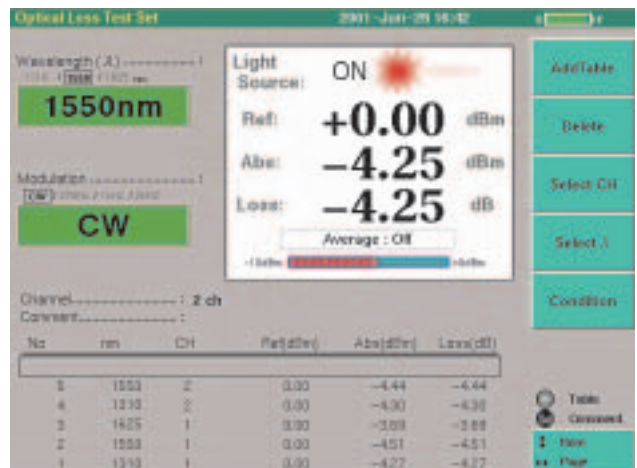 Optical Loss Test Set 2001-Jun-29 16:42
Wavelength (λ)
1550nm
Modulation
CW
Light Source: ON
Ref: +0.00 dBm
Abs: -4.25 dBm
Loss: -4.25 dB
Average : Off
Channel : 2 ch
Comment :
No nm CH Ref(dBm) Abs(dBm) Loss(dB)
5 1550 2 0.00 -4.44 -4.44
4 1310 2 0.00 -4.30 -4.30
3 1625 1 0.00 -3.88 -3.88
2 1550 1 0.00 -4.51 -4.51
1 1310 1 0.00 -4.27 -4.27
AddTable
Delete
Select CH
Select λ
Condition
Table
Comment
Page